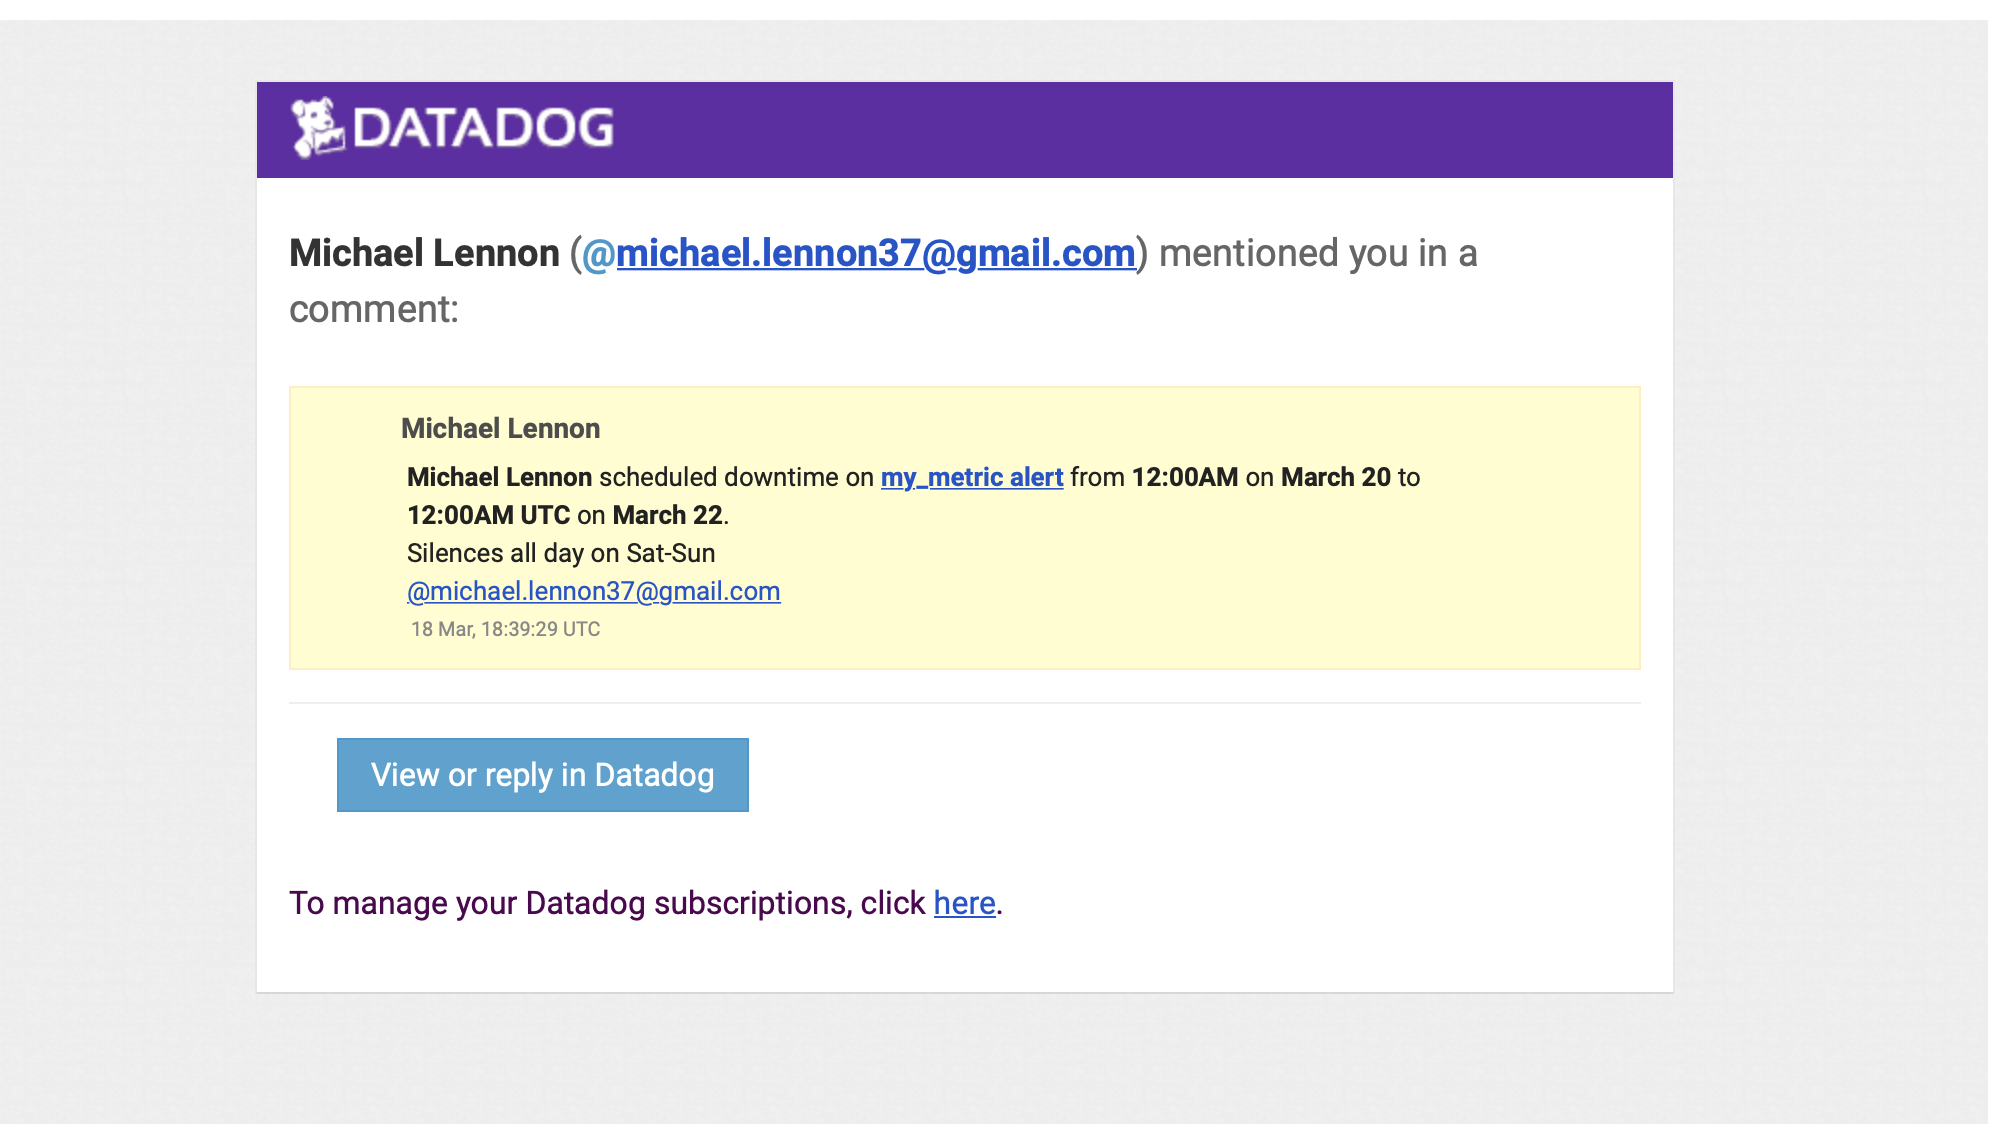 DATADOG
Michael Lennon (@michael.lennon37@gmail.com) mentioned you in a
comment:
Michael Lennon
Michael Lennon scheduled downtime on my_metric alert from 12:00AM on March 20 to
12:00AM UTC on March 22.
Silences all day on Sat-Sun
@michael.lennon37@gmail.com
18 Mar, 18:39:29 UTC
View or reply in Datadog
To manage your Datadog subscriptions, click here.